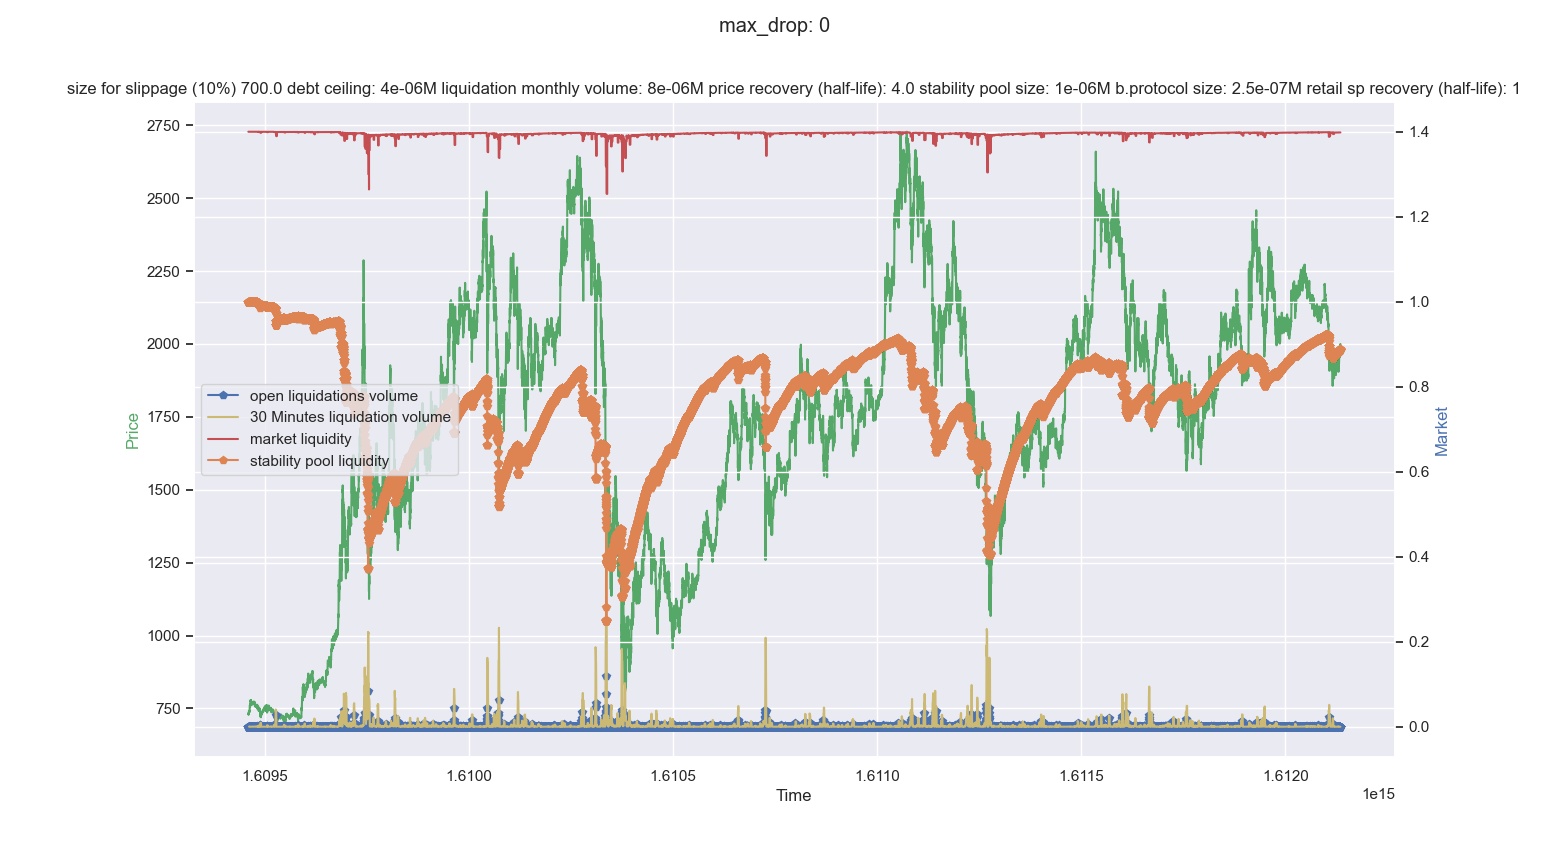 max_drop: 0
size for slippage (10%) 700.0 debt ceiling: 4e-06M liquidation monthly volume: 8e-06M price recovery (half-life): 4.0 stability pool size: 1e-06M b.protocol size: 2.5e-07M retail sp recovery (half-life): 1
2750
2500
2250
2000
1750
1500
1250
1000
750
Price
open liquidations volume
30 Minutes liquidation volume
market liquidity
stability pool liquidity
1.4
1.2
1.0
0.8
0.6
0.4
0.2
0.0
Market
1.6095 1.6100 1.6105 1.6110 1.6115 1.6120
Time
1e15